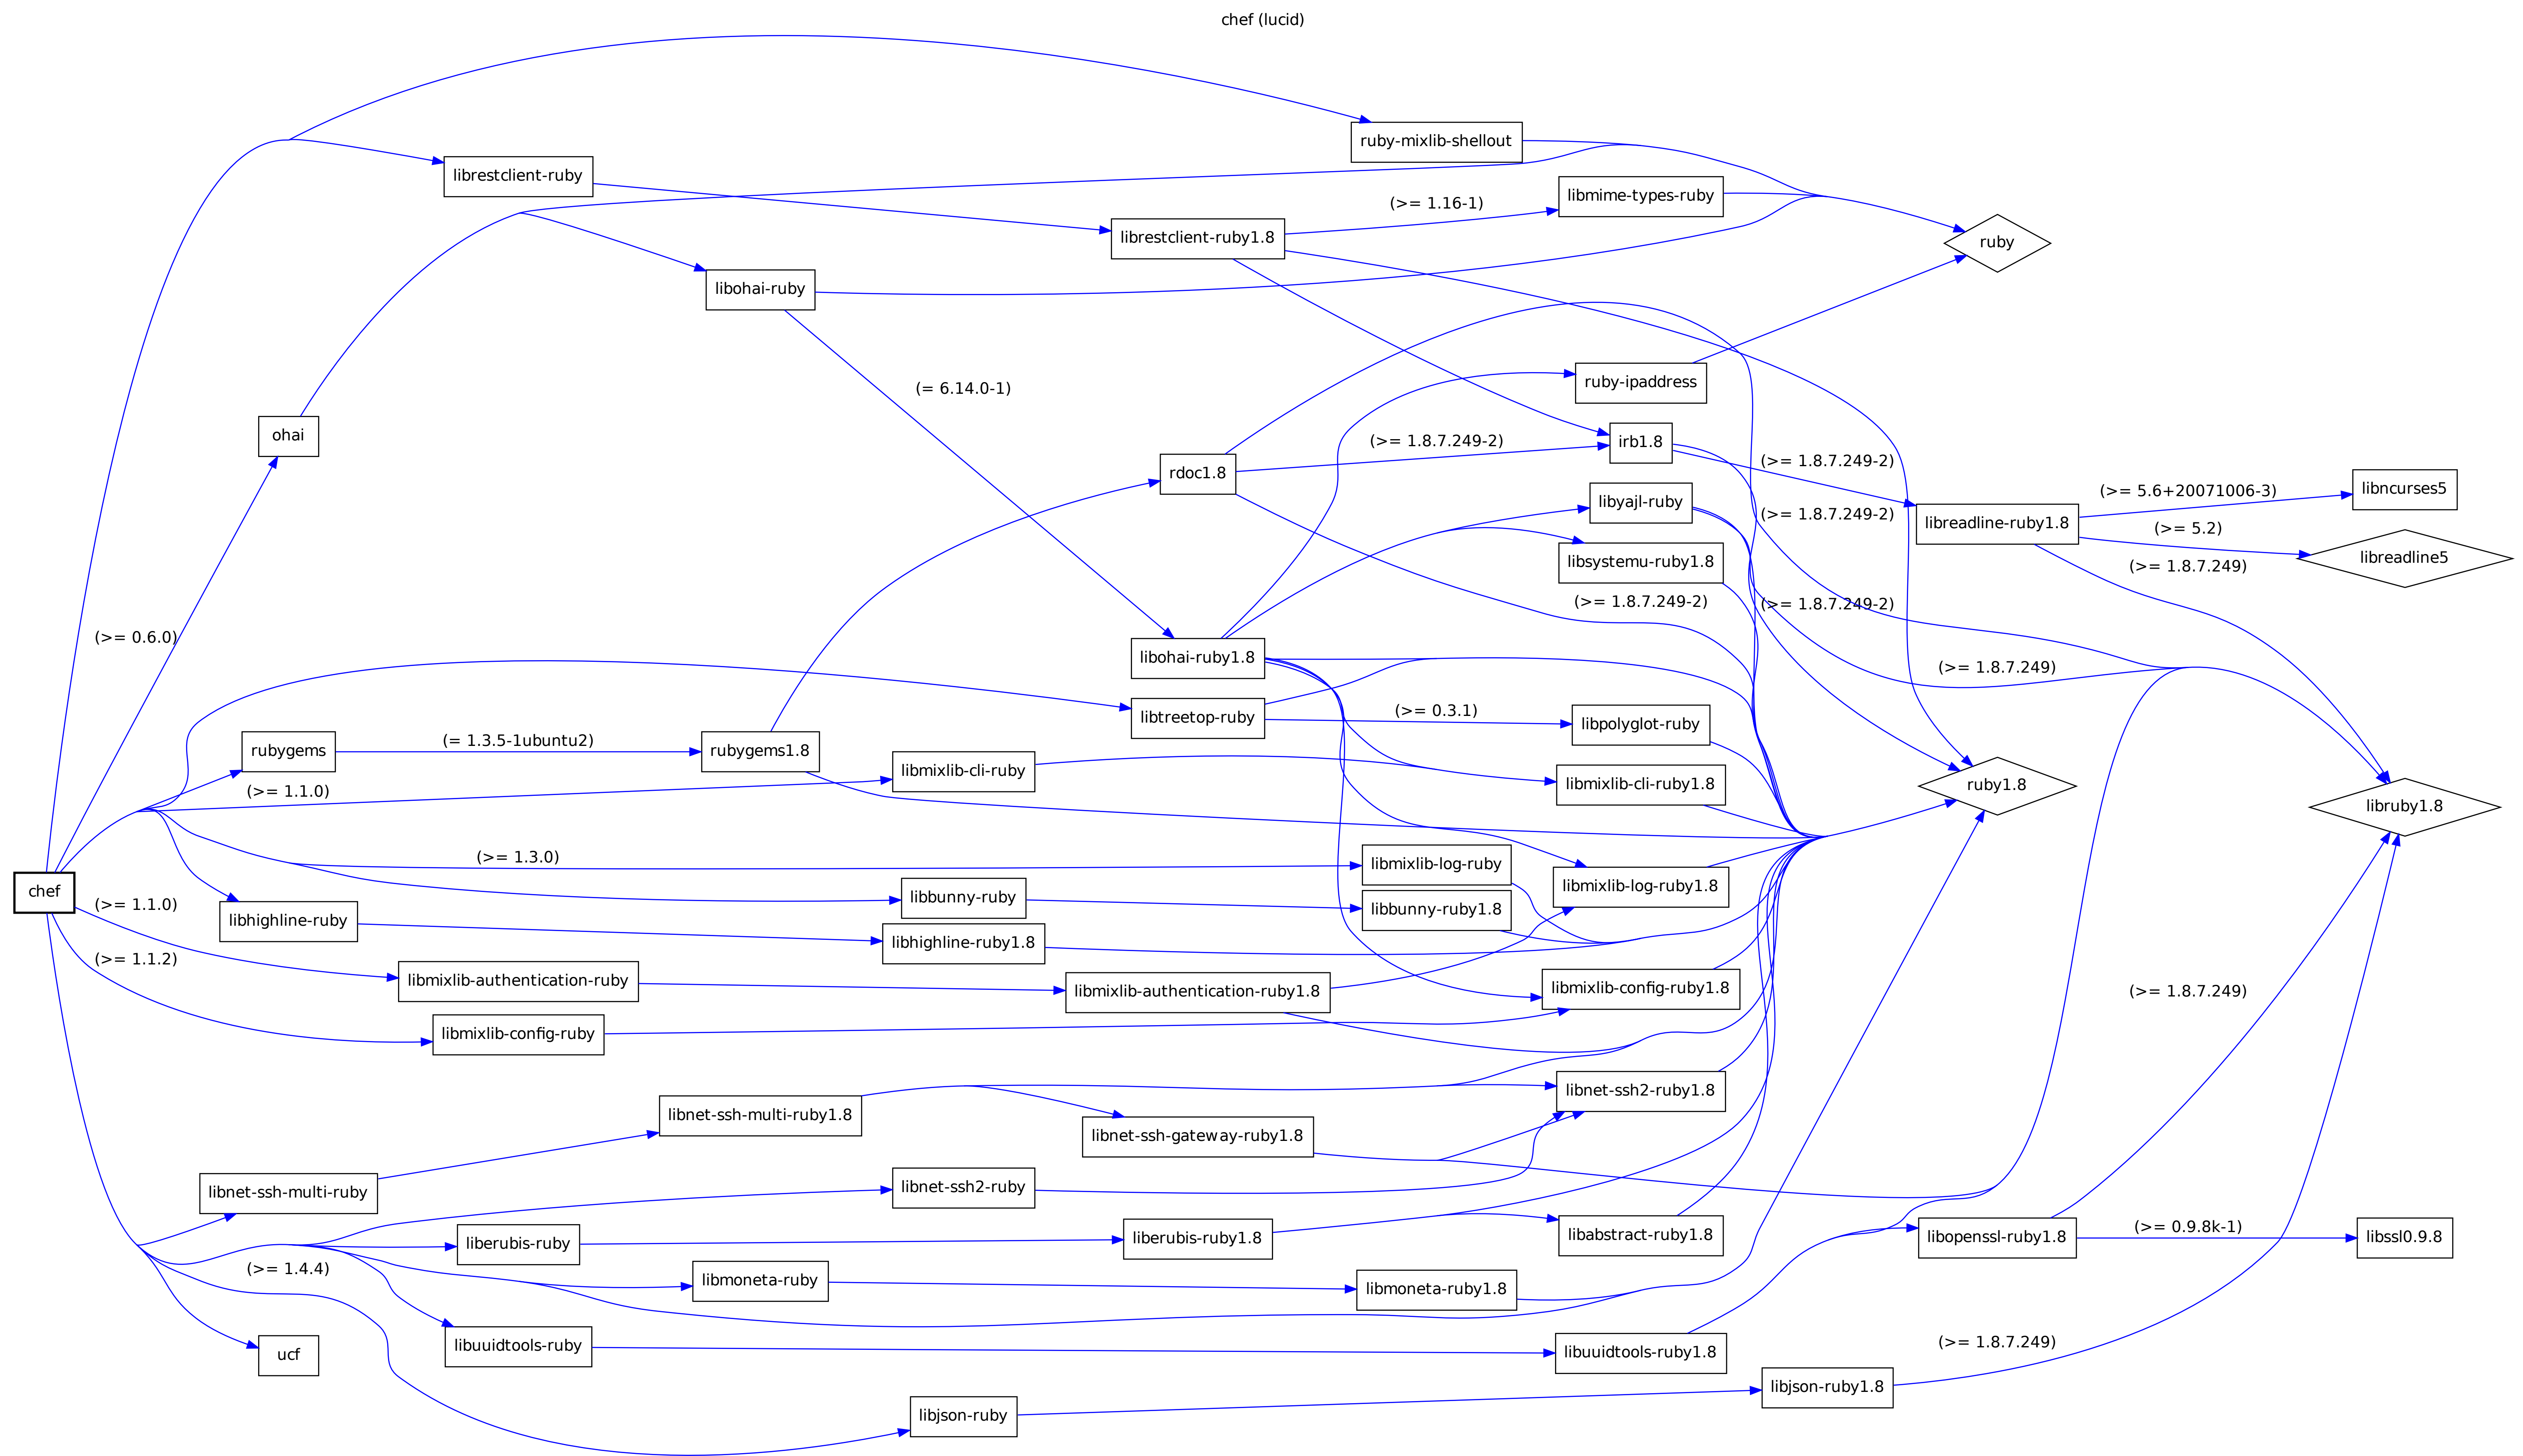 chef (lucid)
ruby-mixlib-shellout
librestclient-ruby
libmime-types-ruby
(>= 1.16-1)
librestclient-ruby1.8
ruby
libohai-ruby
ruby-ipaddress
(= 6.14.0-1)
ohai
(>= 1.8.7.249-2)
irb1.8
(>= 1.8.7.249-2)
rdoc1.8
(>= 5.6+20071006-3)
libncurses5
libyajl-ruby
(>= 1.8.7.249-2)
libreadline-ruby1.8
(>= 5.2)
libreadline5
libsystemu-ruby1.8
(>= 1.8.7.249)
(>= 1.8.7.249-2)
(>= 1.8.7.249-2)
(>= 0.6.0)
libohai-ruby1.8
(>= 1.8.7.249)
libtreetop-ruby
(>= 0.3.1)
libpolyglot-ruby
rubygems
(= 1.3.5-1ubuntu2)
rubygems1.8
libmixlib-cli-ruby
libmixlib-cli-ruby1.8
ruby1.8
(>= 1.1.0)
libruby1.8
(>= 1.3.0)
libmixlib-log-ruby
libmixlib-log-ruby1.8
chef
libbunny-ruby
libbunny-ruby1.8
(>= 1.1.0)
libhighline-ruby
libhighline-ruby1.8
(>= 1.1.2)
libmixlib-authentication-ruby
libmixlib-authentication-ruby1.8
libmixlib-config-ruby1.8
(>= 1.8.7.249)
libmixlib-config-ruby
libnet-ssh2-ruby1.8
libnet-ssh-multi-ruby1.8
libnet-ssh-gateway-ruby1.8
libnet-ssh-multi-ruby
libnet-ssh2-ruby
liberubis-ruby
liberubis-ruby1.8
libabstract-ruby1.8
libopenssl-ruby1.8
(>= 0.9.8k-1)
libssl0.9.8
(>= 1.4.4)
libmoneta-ruby
libmoneta-ruby1.8
ucf
libuuidtools-ruby
libuuidtools-ruby1.8
(>= 1.8.7.249)
libjson-ruby1.8
libjson-ruby